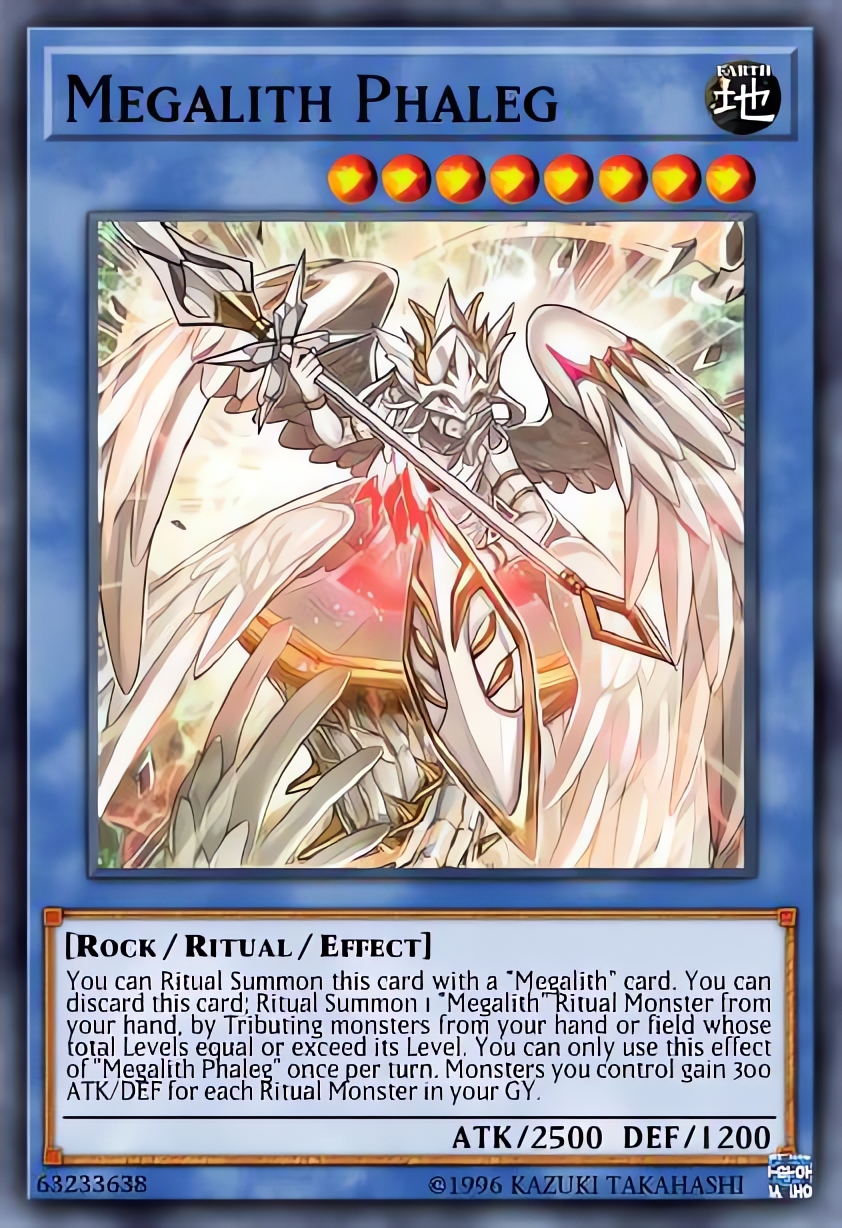 MEGALITH PHALEG
EARTH
地
[ROCK / RITUAL / EFFECT]
You can Ritual Summon this card with a "Megalith" card. You can
discard this card; Ritual Summon 1 "Megalith" Ritual Monster from
your hand, by Tributing monsters from your hand or field whose
total Levels equal or exceed its Level. You can only use this effect
of "Megalith Phaleg" once per turn. Monsters you control gain 300
ATK/DEF for each Ritual Monster in your GY.
ATK/2500 DEF/1200
63233638
©1996 KAZUKI TAKAHASHI